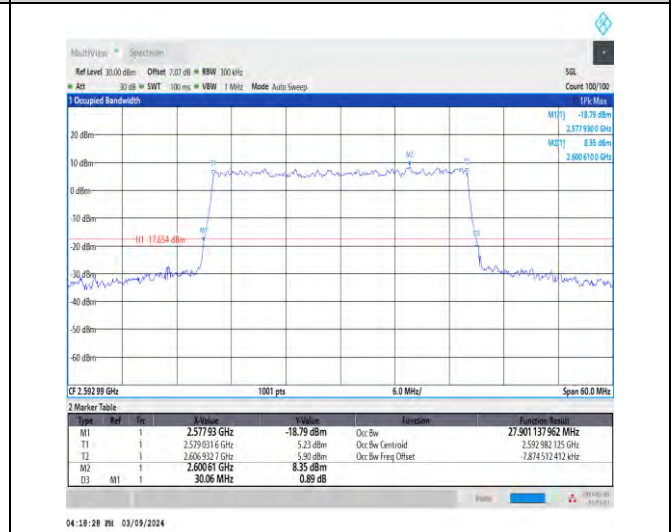 MultiView Spectrum
Ref Level 30.00 dBm Offset 7.07 dB RBW 300 kHz SGL
Att 30 dB SWT 100 ms VBW 1 MHz Mode Auto Sweep Count 100/100
1 Occupied Bandwidth 1Pk Max
M1[1] -18.79 dBm
2.577 930 0 GHz
M2[1] 8.35 dBm
2.600 610 0 GHz
20 dBm
M2
10 dBm
T1
0 dBm
-10 dBm
M1
D3
H1 -17.654 dBm
-20 dBm
-30 dBm
-40 dBm
-50 dBm
-60 dBm
CF 2.592 99 GHz 1001 pts 6.0 MHz/ Span 60.0 MHz
2 Marker Table
Type Ref Trc X-Value Y-Value Function Function Result
M1 1 2.57793 GHz -18.79 dBm Occ Bw 27.901 137 962 MHz
T1 1 2.579 031 6 GHz 5.23 dBm Occ Bw Centroid 2.592 982 125 GHz
T2 1 2.606 932 7 GHz 5.90 dBm Occ Bw Freq Offset -7.874 512 412 kHz
M2 1 2.60061 GHz 8.35 dBm
D3 M1 1 30.06 MHz 0.89 dB
04:18:28 PM 03/09/2024